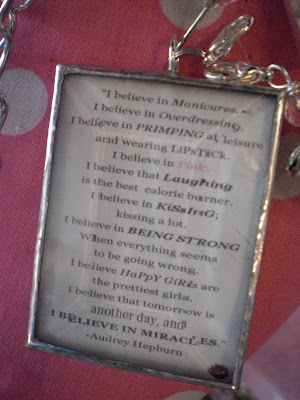 "I believe in Manicures.
I believe in Overdressing.
I believe in PRIMPING at leisure
and wearing LiPsTiCk.
I believe in Pink.
I believe that Laughing
is the best calorie burner.
I believe in KiSsInG;
kissing a lot.
I believe in BEING STRONG
When everything seems
to be going wrong.
I believe HaPpY GiRls are
the prettiest girls.
I believe that tomorrow is
another day, and
I BELIEVE IN MIRACLES."
-Audrey Hepburn